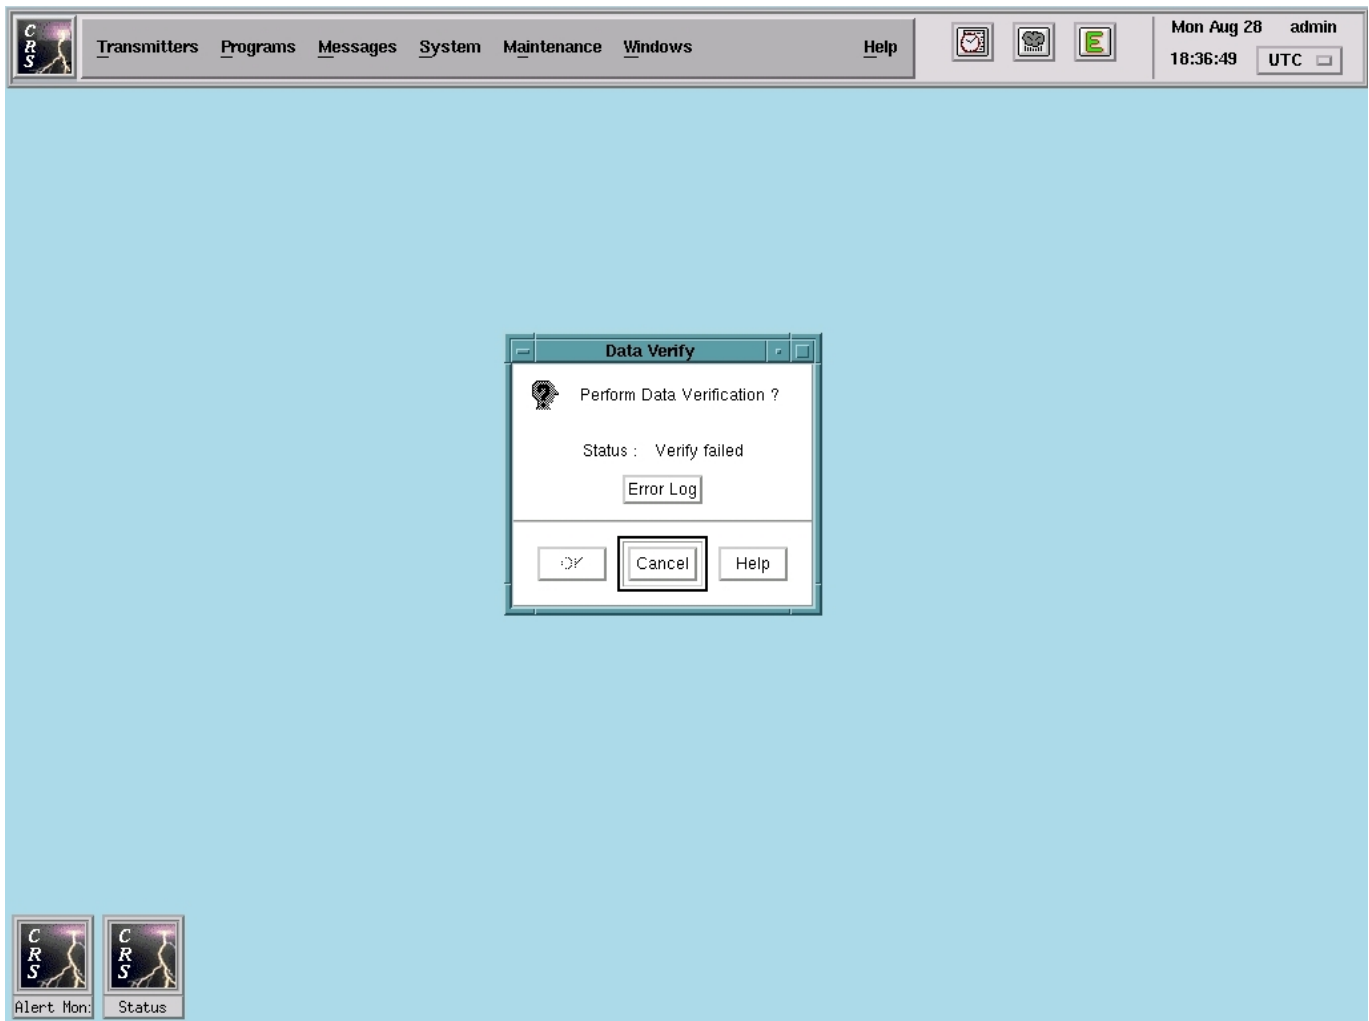 C
R
S
Transmitters Programs Messages System Maintenance Windows Help
E
Mon Aug 28 admin
18:36:49 UTC
Data Verify
Perform Data Verification ?
Status : Verify failed
Error Log
OK Cancel Help
C
R
S
Alert Mon:
C
R
S
Status